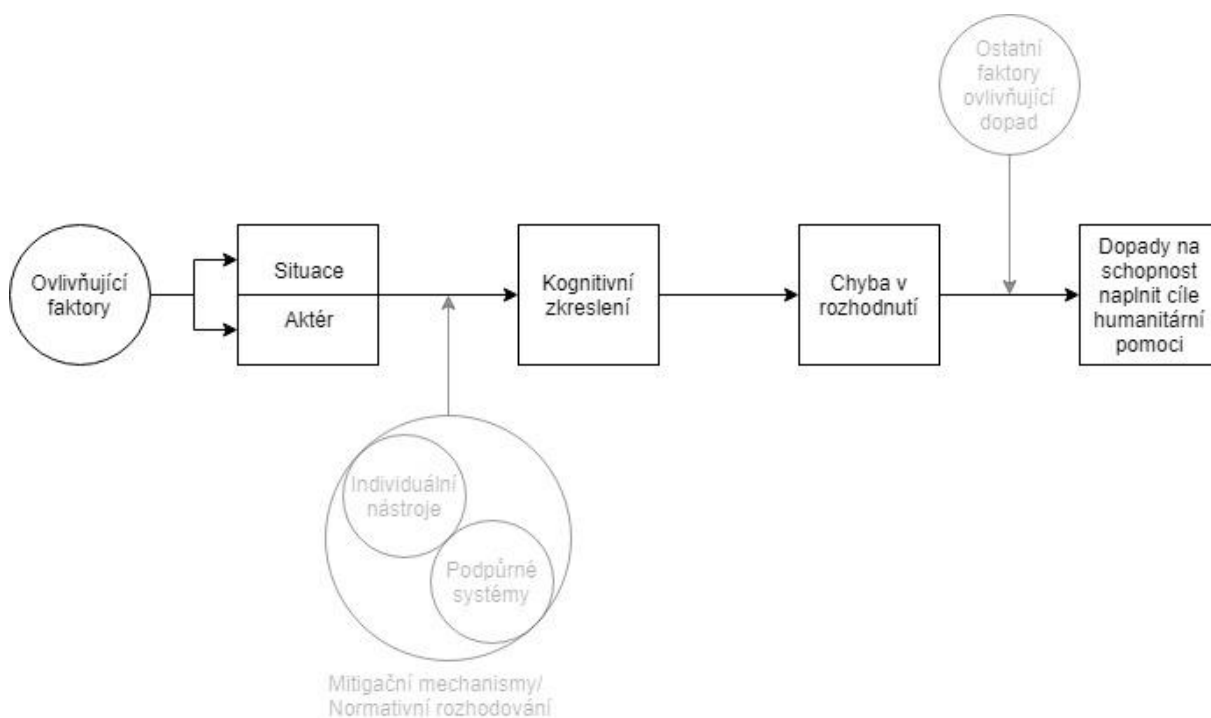 Ostatní
faktory
ovlivňující
dopad
Ovlivňující
faktory
Situace
Aktér
Kognitivní
zkreslení
Chyba v
rozhodnutí
Dopady na
schopnost
naplnit cíle
humanitární
pomoci
Individuální
nástroje
Podpůrné
systémy
Mitigační mechanismy/
Normativní rozhodování